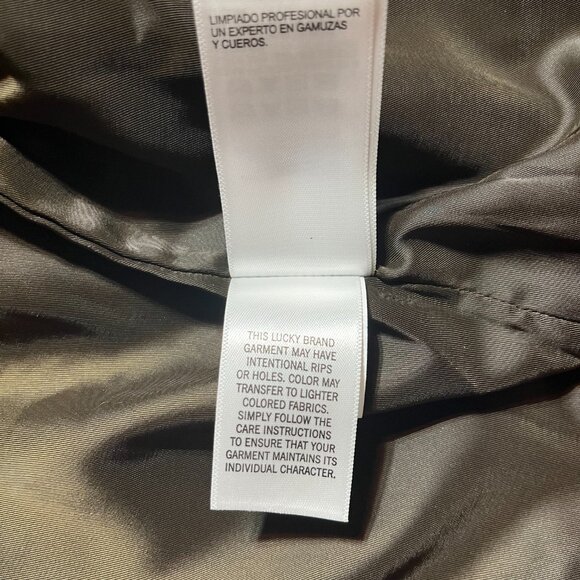 LIMPIADO PROFESIONAL POR
UN EXPERTO EN GAMUZAS
Y CUEROS.
THIS LUCKY BRAND
GARMENT MAY HAVE
INTENTIONAL RIPS
OR HOLES. COLOR MAY
TRANSFER TO LIGHTER
COLORED FABRICS.
SIMPLY FOLLOW THE
CARE INSTRUCTIONS
TO ENSURE THAT YOUR
GARMENT MAINTAINS ITS
INDIVIDUAL CHARACTER.